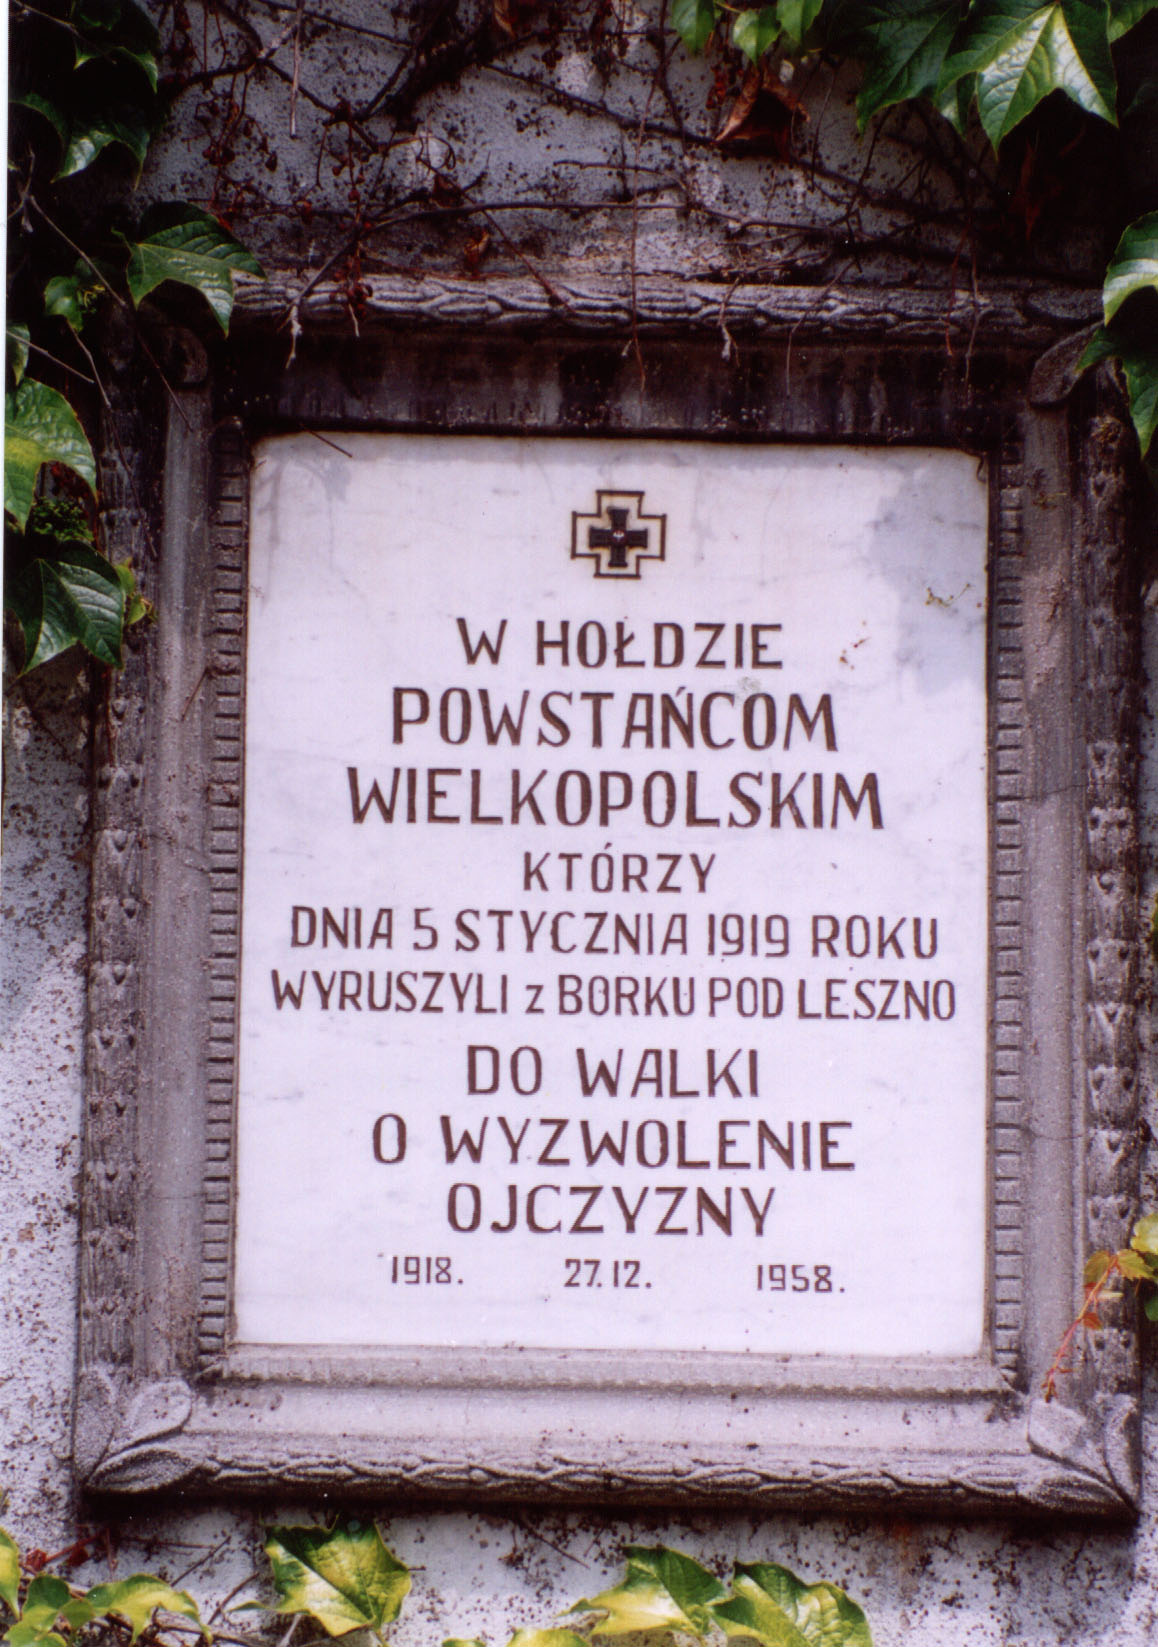 W HOŁDZIE
POWSTAŃCOM
WIELKOPOLSKIM
KTÓRZY
DNIA 5 STYCZNIA 1919 ROKU
WYRUSZYLI z BORKU POD LESZNO
DO WALKI
O WYZWOLENIE
OJCZYZNY
1918. 27.12. 1958.